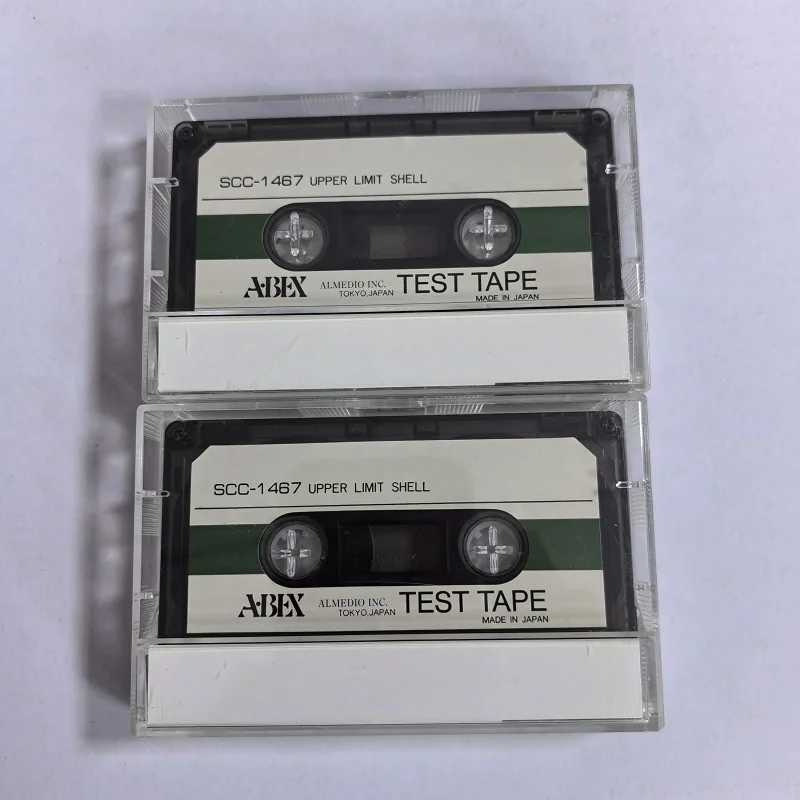 SCC-1467 UPPER LIMIT SHELL
A·BEX ALMEDIO INC. TEST TAPE
TOKYO,JAPAN
MADE IN JAPAN
SCC-1467 UPPER LIMIT SHELL
A·BEX ALMEDIO INC. TEST TAPE
TOKYO,JAPAN
MADE IN JAPAN